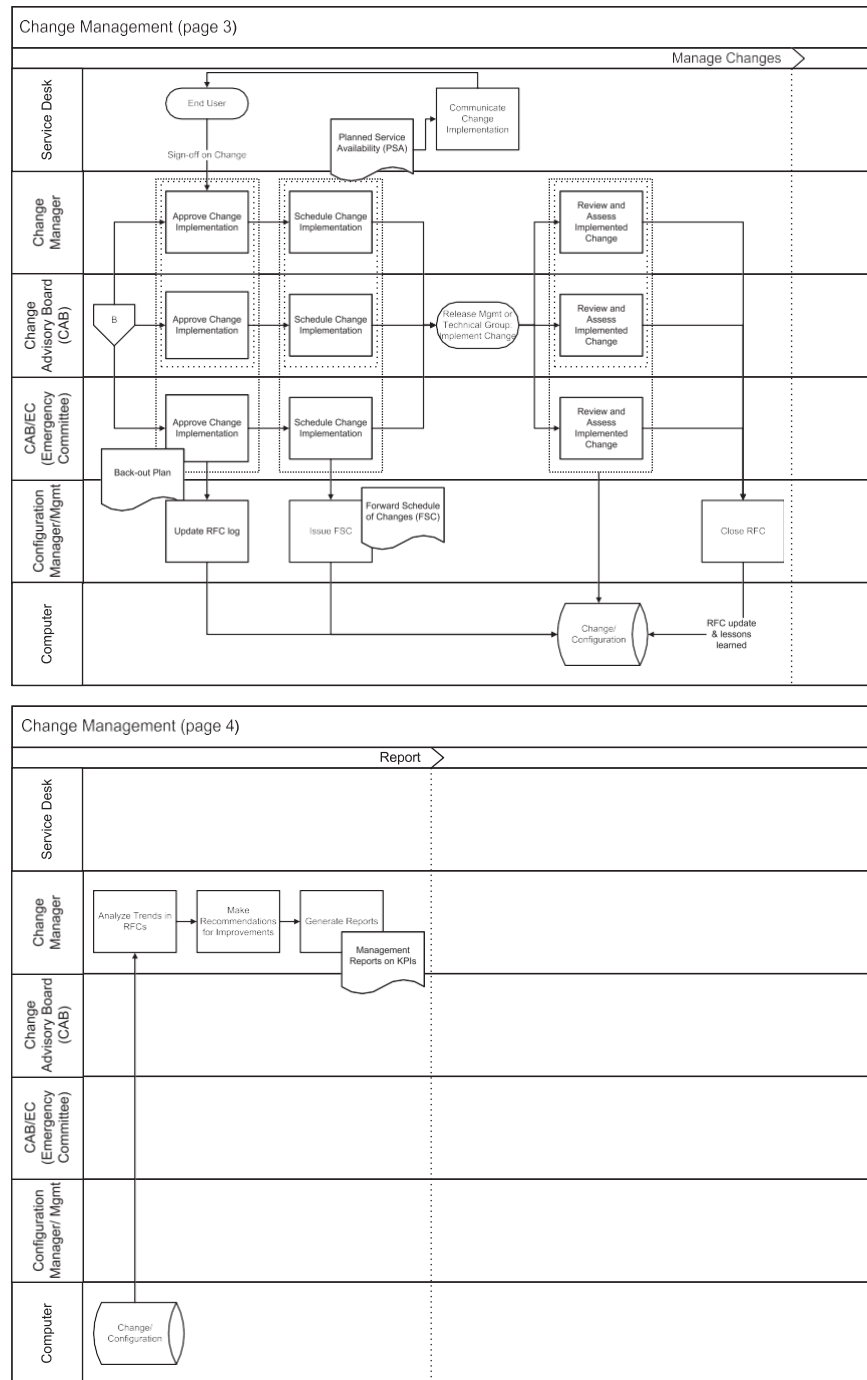 Change Management (page 3)
Manage Changes
Service Desk
End User
Communicate
Change
Implementation
Planned Service
Availability (PSA)
Sign-off on Change
Change
Manager
Approve Change
Implementation
Schedule Change
Implementation
Review and
Assess
Implemented
Change
Change
Advisory Board
(CAB)
B
Approve Change
Implementation
Schedule Change
Implementation
Release Mgmt or
Technical Group:
Implement Change
Review and
Assess
Implemented
Change
CAB/EC
(Emergency
Committee)
Approve Change
Implementation
Schedule Change
Implementation
Review and
Assess
Implemented
Change
Back-out Plan
Configuration
Manager/Mgmt
Update RFC log
Issue FSC
Forward Schedule
of Changes (FSC)
Close RFC
Computer
Change/
Configuration
RFC update
& lessons
learned
Change Management (page 4)
Report
Service Desk
Change
Manager
Analyze Trends in
RFCs
Make
Recommendations
for Improvements
Generate Reports
Management
Reports on KPIs
Change
Advisory Board
(CAB)
CAB/EC
(Emergency
Committee)
Configuration
Manager/ Mgmt
Computer
Change/
Configuration